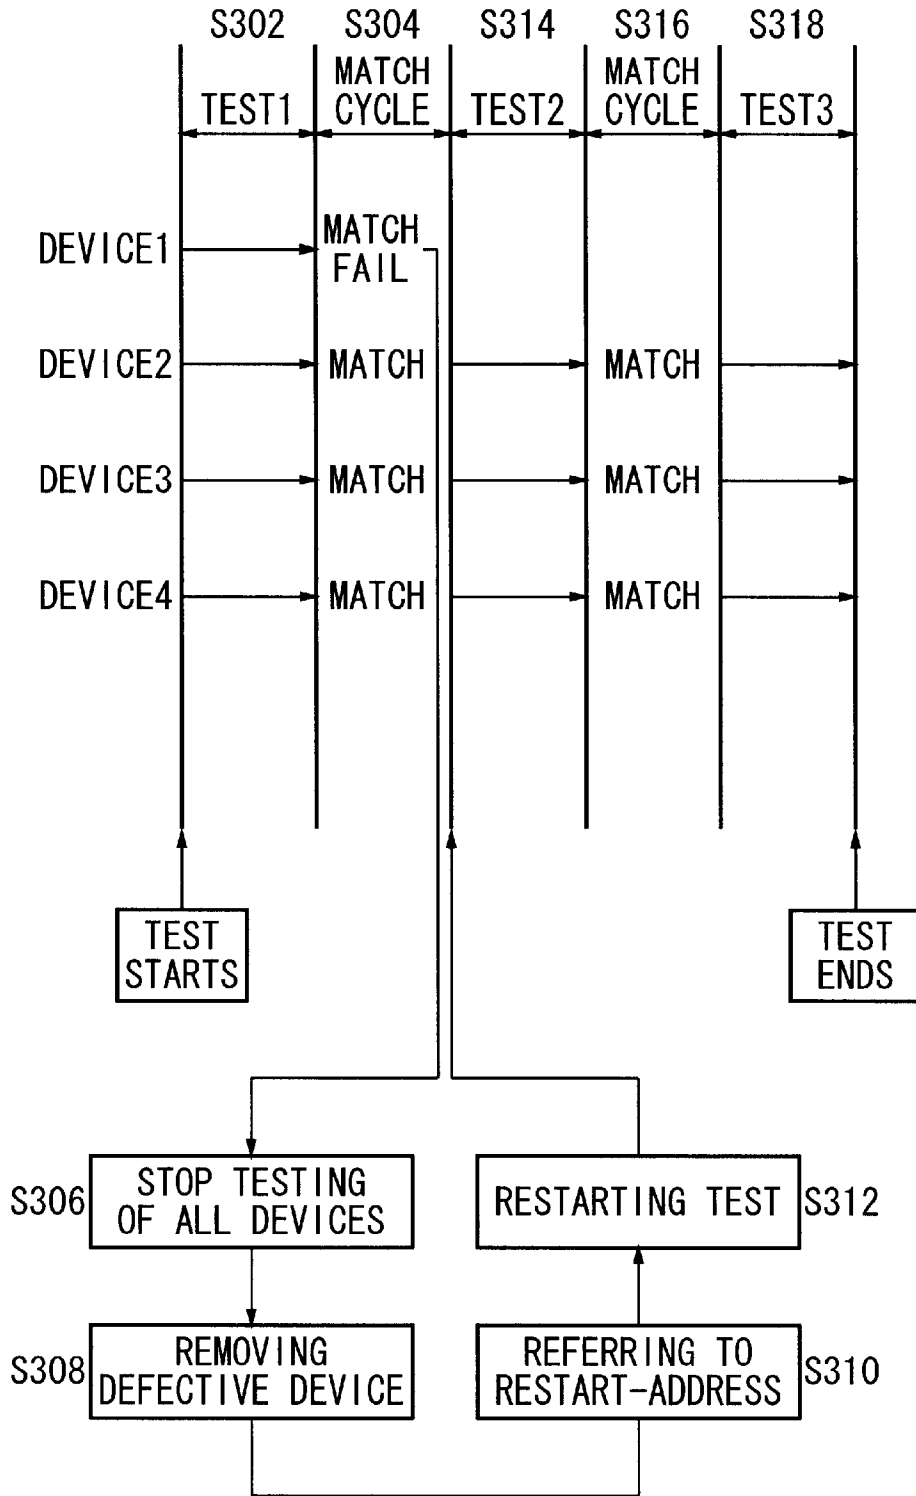 S302 S304 S314 S316 S318
MATCH MATCH
TEST1 CYCLE TEST2 CYCLE TEST3
DEVICE1 MATCH
FAIL
DEVICE2 MATCH MATCH
DEVICE3 MATCH MATCH
DEVICE4 MATCH MATCH
TEST
STARTS
TEST
ENDS
S306
STOP TESTING
OF ALL DEVICES
RESTARTING TEST
S312
S308
REMOVING
DEFECTIVE DEVICE
REFERRING TO
RESTART-ADDRESS
S310